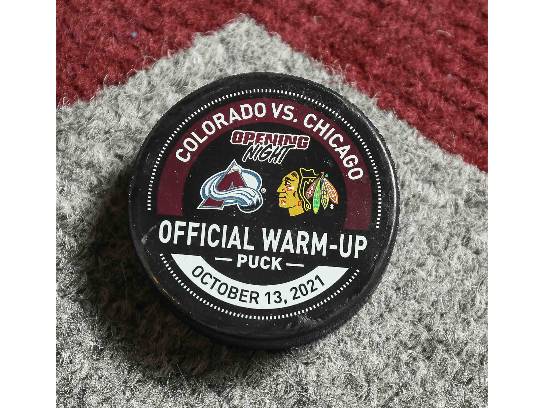 COLORADO VS. CHICAGO
OPENING
NIGHT
OFFICIAL WARM-UP
PUCK
OCTOBER 13, 2021